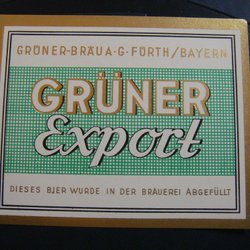 GRÜNER-BRÄU A-G. FÜRTH/BAYERN
GRÜNER
Export
DIESES BIER WURDE IN DER BRAUEREI ABGEFÜLLT